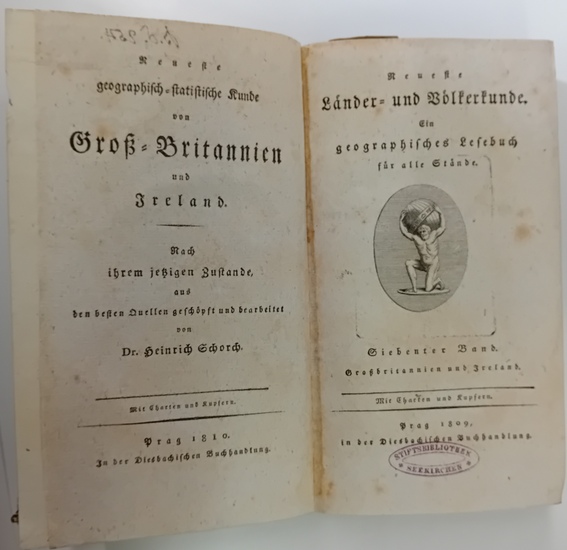 Neueste
geographisch-statistische Kunde
von
Groß-Britannien
und
Ireland.
Nach
ihrem jetzigen Zustande,
aus
den besten Quellen geschöpft und bearbeitet
von
Dr. Heinrich Schorch.
Mit Charten und Kupfern.
Prag 1810.
In der Diesbachischen Buchhandlung.
Neueste
Länder- und Völkerkunde.
Ein
geographisches Lesebuch
für alle Stände.
Siebenter Band.
Großbritannien und Ireland.
Mit Charten und Kupfern.
Prag 1809.
in der Diesbachischen Buchhandlung.
STIFTSBIBLIOTHEK
SEEKIRCHEN